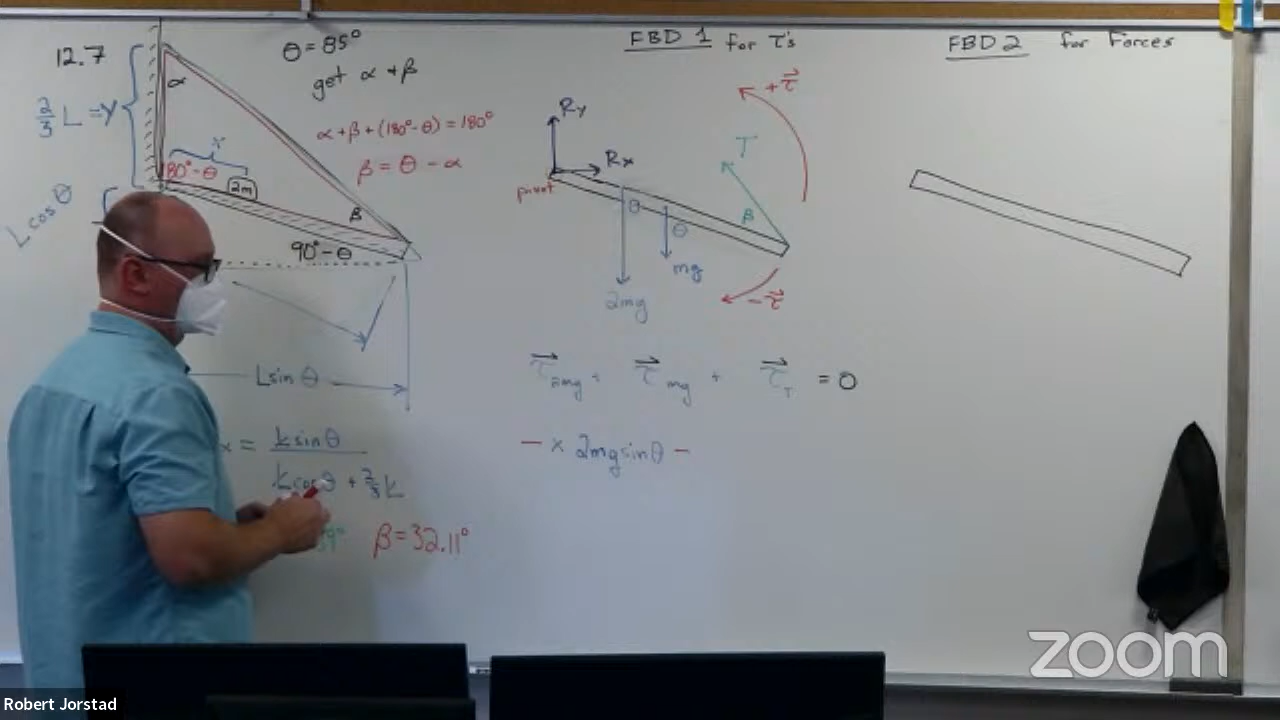 12.7
θ = 85°
get α + β
α
2/3 L = y
α + β + (180° - θ) = 180°
β = θ - α
180° - θ
x
2m
β
L cos θ
90° - θ
L sin θ
α = L sin θ / (L cos θ + 2/3 L)
9°
β = 32.11°
FBD 1 for τ's
+τ
Ry
Rx
T
pivot
θ
β
θ
mg
2mg
-τ
τ2mg + τmg + τT = 0
- x 2mg sin θ -
FBD 2 for Forces
zoom
Robert Jorstad